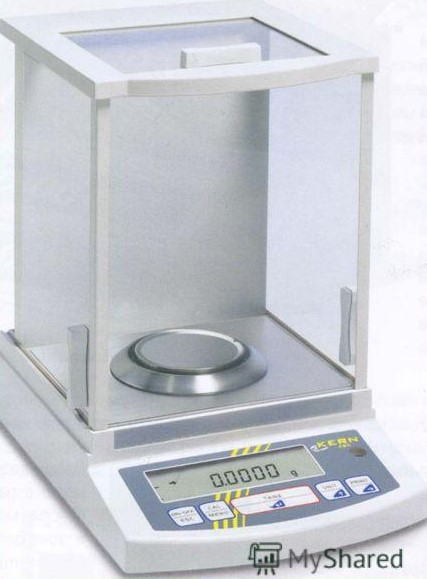 KERN
0.0000 g
TARE
UNIT
PRINT
ON-OFF
ESC
CAL
MENU
MyShared